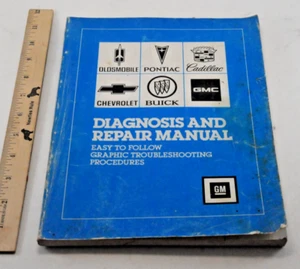 OLDSMOBILE PONTIAC Cadillac
CHEVROLET BUICK GMC
DIAGNOSIS AND
REPAIR MANUAL
EASY TO FOLLOW
GRAPHIC TROUBLESHOOTING
PROCEDURES
GM